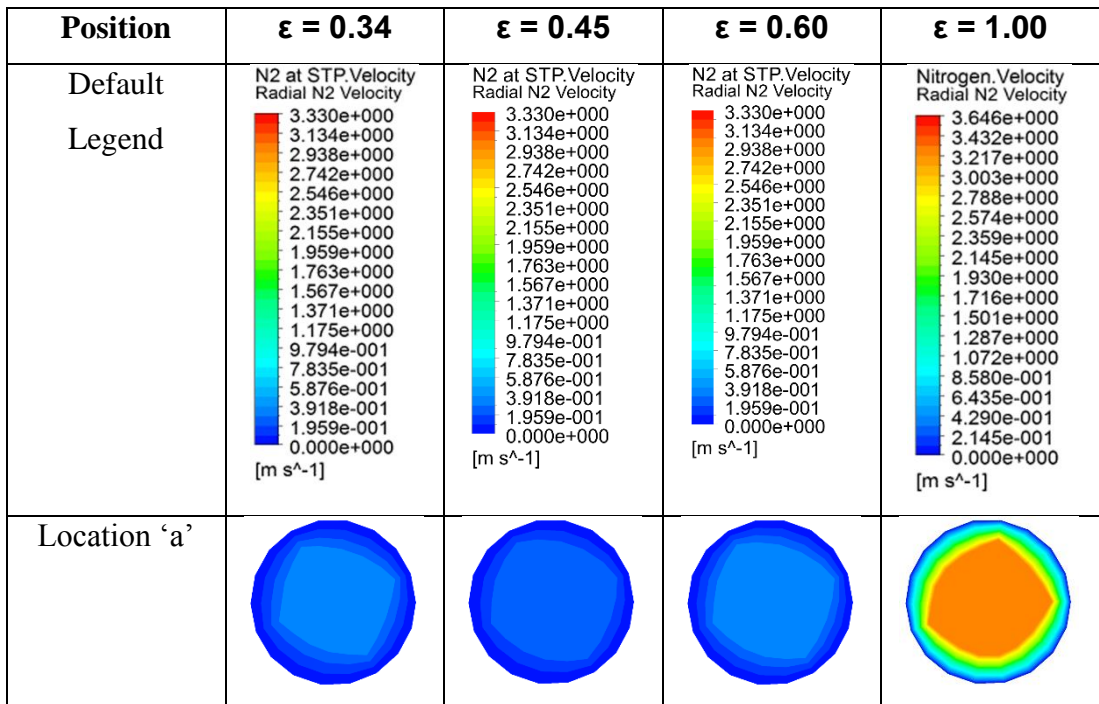 Position ε = 0.34 ε = 0.45 ε = 0.60 ε = 1.00
Default
Legend
N2 at STP.Velocity
Radial N2 Velocity
3.330e+000
3.134e+000
2.938e+000
2.742e+000
2.546e+000
2.351e+000
2.155e+000
1.959e+000
1.763e+000
1.567e+000
1.371e+000
1.175e+000
9.794e-001
7.835e-001
5.876e-001
3.918e-001
1.959e-001
0.000e+000
[m s^-1]
N2 at STP.Velocity
Radial N2 Velocity
3.330e+000
3.134e+000
2.938e+000
2.742e+000
2.546e+000
2.351e+000
2.155e+000
1.959e+000
1.763e+000
1.567e+000
1.371e+000
1.175e+000
9.794e-001
7.835e-001
5.876e-001
3.918e-001
1.959e-001
0.000e+000
[m s^-1]
N2 at STP.Velocity
Radial N2 Velocity
3.330e+000
3.134e+000
2.938e+000
2.742e+000
2.546e+000
2.351e+000
2.155e+000
1.959e+000
1.763e+000
1.567e+000
1.371e+000
1.175e+000
9.794e-001
7.835e-001
5.876e-001
3.918e-001
1.959e-001
0.000e+000
[m s^-1]
Nitrogen.Velocity
Radial N2 Velocity
3.646e+000
3.432e+000
3.217e+000
3.003e+000
2.788e+000
2.574e+000
2.359e+000
2.145e+000
1.930e+000
1.716e+000
1.501e+000
1.287e+000
1.072e+000
8.580e-001
6.435e-001
4.290e-001
2.145e-001
0.000e+000
[m s^-1]
Location ‘a’